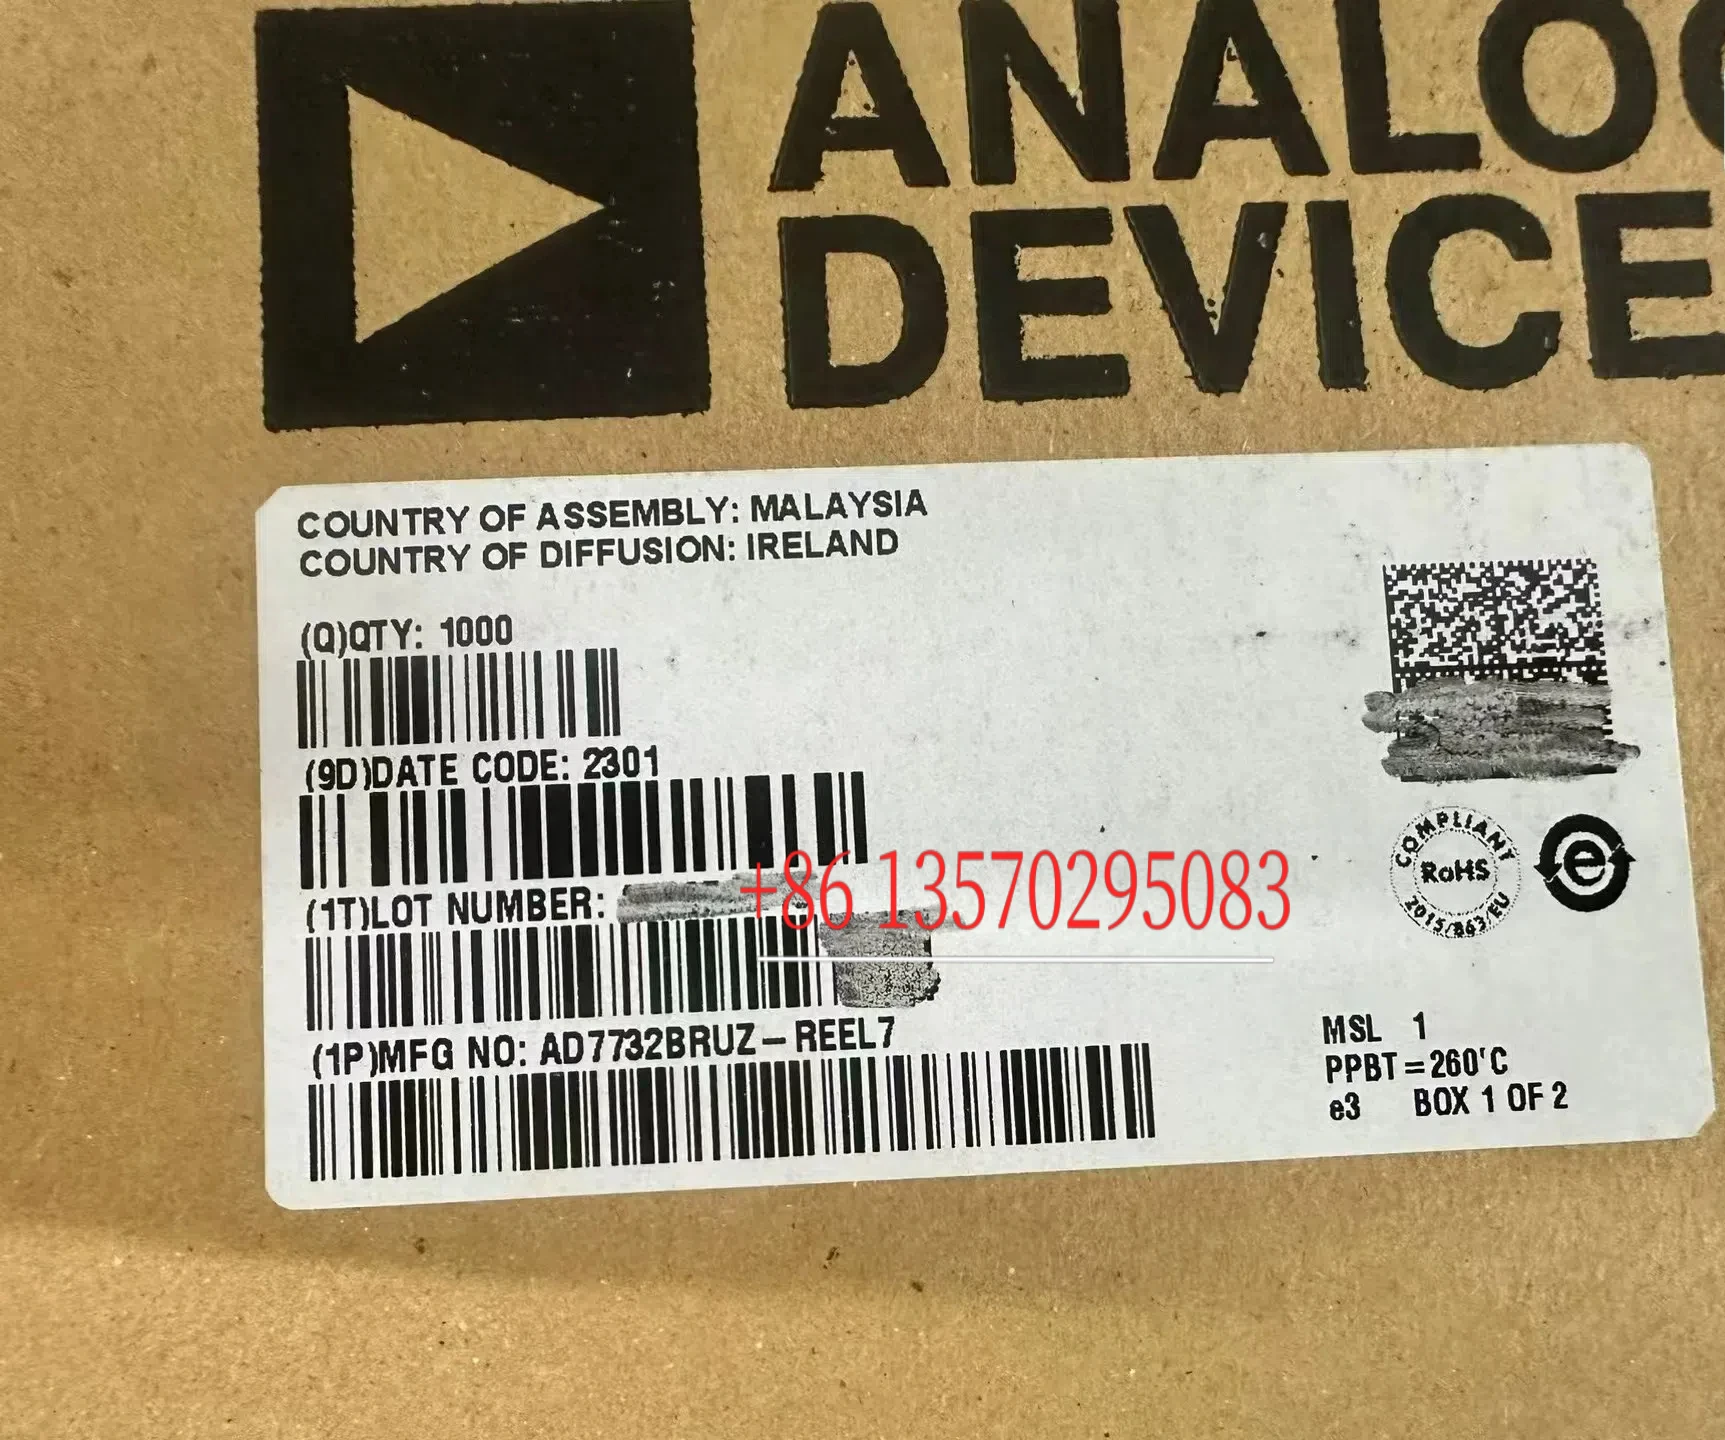 ANALOG
DEVICE
COUNTRY OF ASSEMBLY: MALAYSIA
COUNTRY OF DIFFUSION: IRELAND
(Q)QTY: 1000
(9D)DATE CODE: 2301
(1T)LOT NUMBER:
+86 13570295083
(1P)MFG NO: AD7732BRUZ-REEL7
COMPLIANT
RoHS
2015/863/EU
e
MSL 1
PPBT=260'C
e3 BOX 1 OF 2